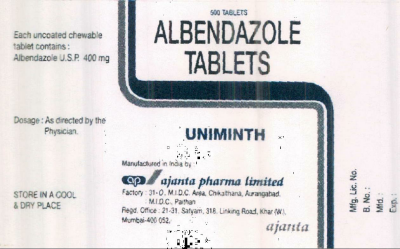 500 TABLETS
ALBENDAZOLE
TABLETS
Each uncoated chewable
tablet contains :
Albendazole U.S.P. 400 mg
Dosage : As directed by the
Physician.
STORE IN A COOL
& DRY PLACE
UNIMINTH
Manufactured in India by :
ap ajanta pharma limited
Factory : 31-O, M.I.D.C. Area, Chikalthana, Aurangabad.
M.I.D.C., Paithan
Regd. Office : 21-31, Satyam, 318, Linking Road, Khar (W),
Mumbai-400 052.
ajanta
Mfg. Lic. No.
B. No. :
Mfd. :
Exp. :